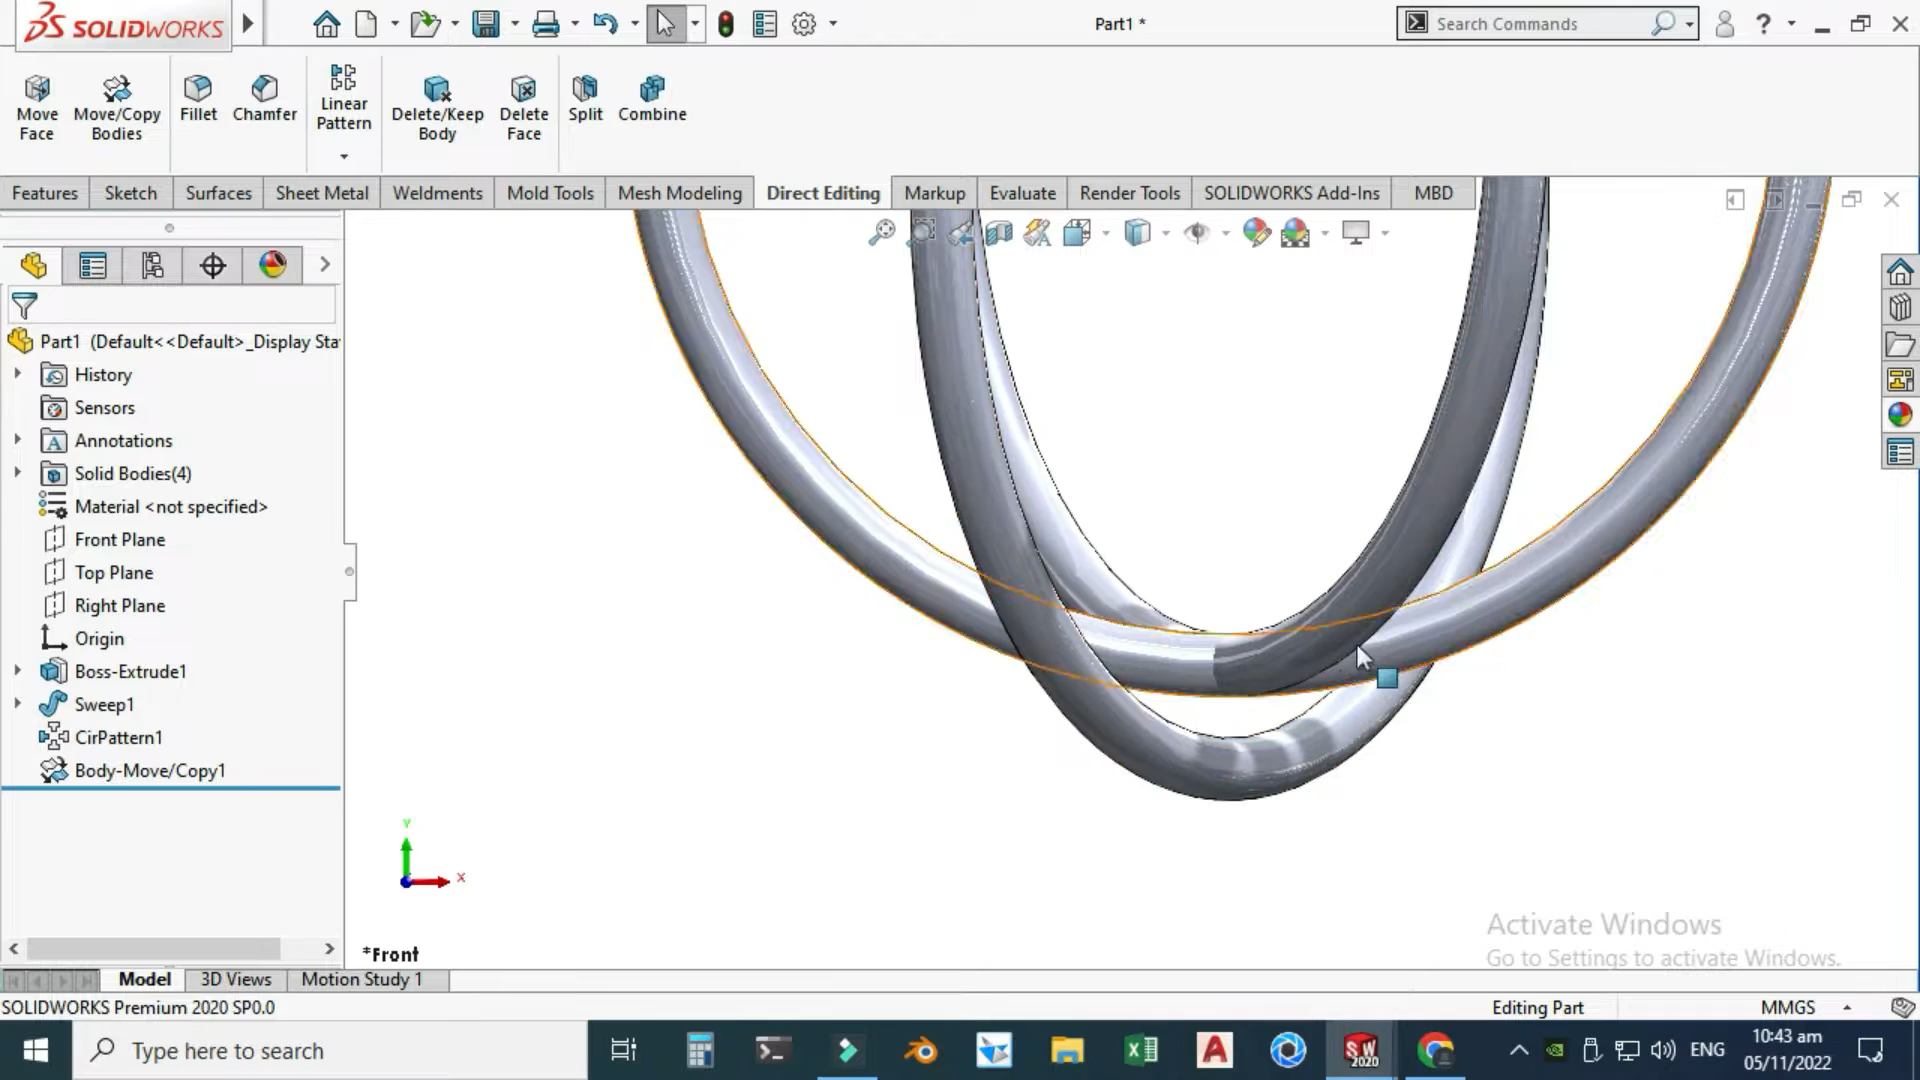 SOLIDWORKS
Part1 *
Search Commands
Move Face
Move/Copy Bodies
Fillet
Chamfer
Linear Pattern
Delete/Keep Body
Delete Face
Split
Combine
Features
Sketch
Surfaces
Sheet Metal
Weldments
Mold Tools
Mesh Modeling
Direct Editing
Markup
Evaluate
Render Tools
SOLIDWORKS Add-Ins
MBD
Part1 (Default<<Default>_Display Sta
History
Sensors
Annotations
Solid Bodies(4)
Material <not specified>
Front Plane
Top Plane
Right Plane
Origin
Boss-Extrude1
Sweep1
CirPattern1
Body-Move/Copy1
Y
X
*Front
Activate Windows
Go to Settings to activate Windows.
Model
3D Views
Motion Study 1
SOLIDWORKS Premium 2020 SP0.0
Editing Part
MMGS
Type here to search
SW
2020
ENG
10:43 am
05/11/2022